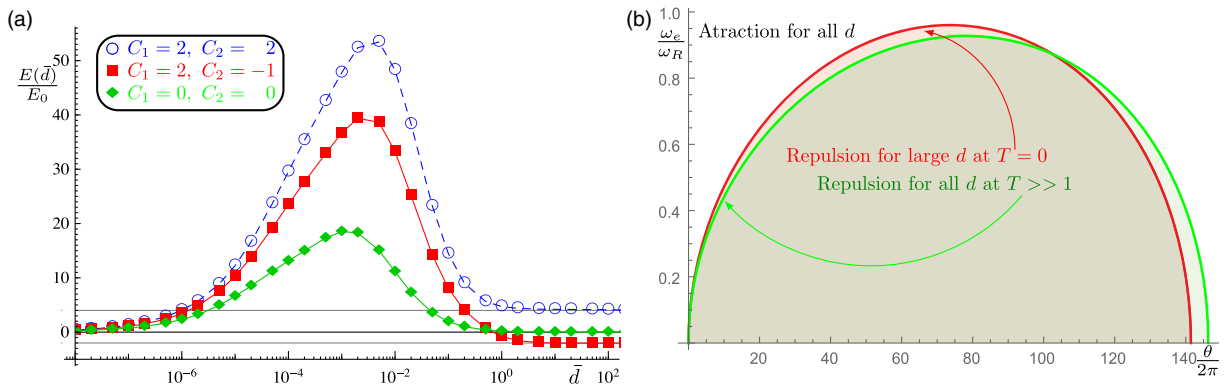 (a)
C₁ = 2, C₂ = 2
C₁ = 2, C₂ = −1
C₁ = 0, C₂ = 0
E(d̄)
E₀
50
40
30
20
10
0
10⁻⁶
10⁻⁴
10⁻²
10⁰
d̄
10²
(b)
1.0
ωₑ
ω_R
Atraction for all d
0.8
0.6
0.4
0.2
Repulsion for large d at T = 0
Repulsion for all d at T >> 1
20
40
60
80
100
120
140
θ
2π